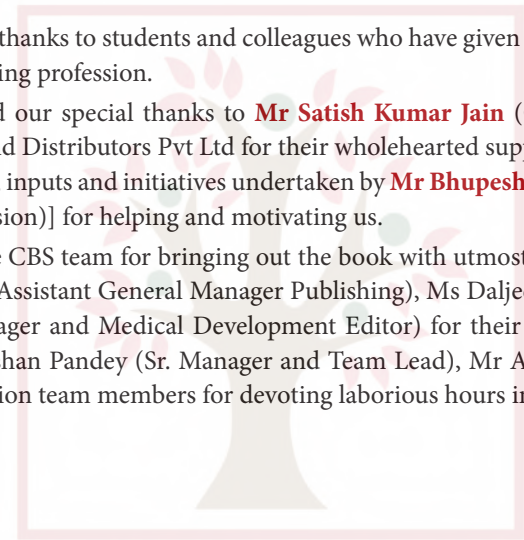 thanks to students and colleagues who have given
ing profession.
d our special thanks to Mr Satish Kumar Jain (
d Distributors Pvt Ltd for their wholehearted sup
inputs and initiatives undertaken by Mr Bhupesh
sion)] for helping and motivating us.
e CBS team for bringing out the book with utmost
Assistant General Manager Publishing), Ms Dalje
ager and Medical Development Editor) for their
han Pandey (Sr. Manager and Team Lead), Mr A
ion team members for devoting laborious hours i